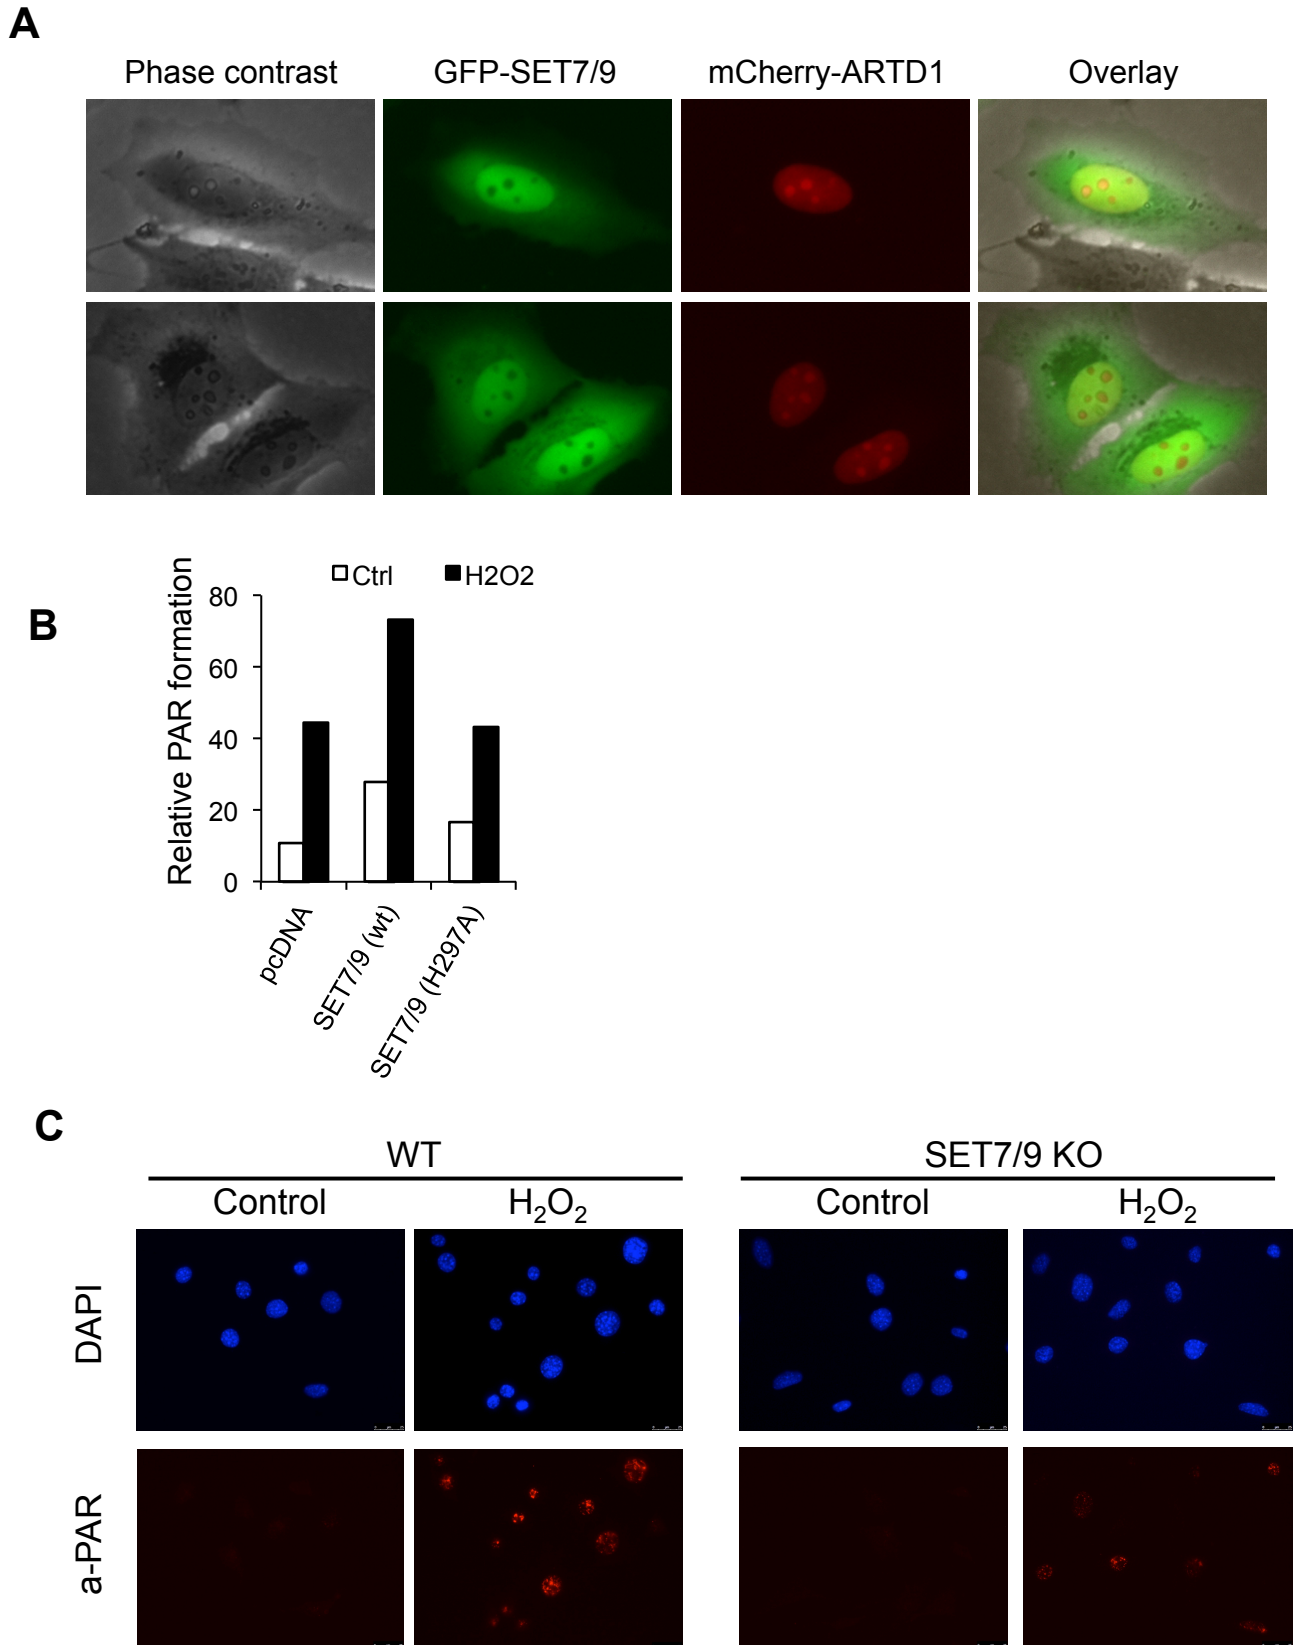 A
Phase contrast GFP-SET7/9 mCherry-ARTD1 Overlay
B
Ctrl H2O2
Relative PAR formation
80
60
40
20
0
pcDNA
SET7/9 (wt)
SET7/9 (H297A)
C
WT SET7/9 KO
Control H₂O₂ Control H₂O₂
DAPI
a-PAR